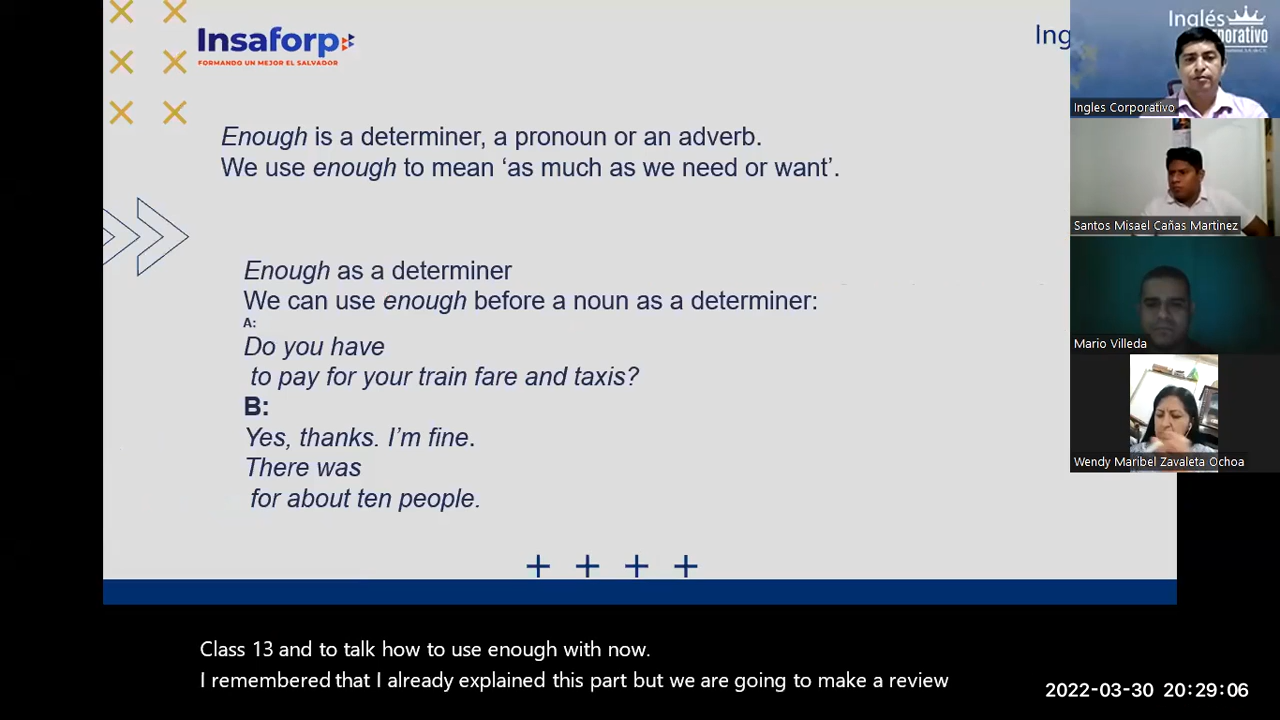 Insaforp
FORMANDO UN MEJOR EL SALVADOR
Ing
Inglés
orporativo
Ingles Corporativo
Enough is a determiner, a pronoun or an adverb.
We use enough to mean ‘as much as we need or want’.
Santos Misael Cañas Martinez
Enough as a determiner
We can use enough before a noun as a determiner:
A:
Do you have
to pay for your train fare and taxis?
B:
Yes, thanks. I’m fine.
There was
for about ten people.
Mario Villeda
Wendy Maribel Zavaleta Ochoa
Class 13 and to talk how to use enough with now.
I remembered that I already explained this part but we are going to make a review
2022-03-30 20:29:06